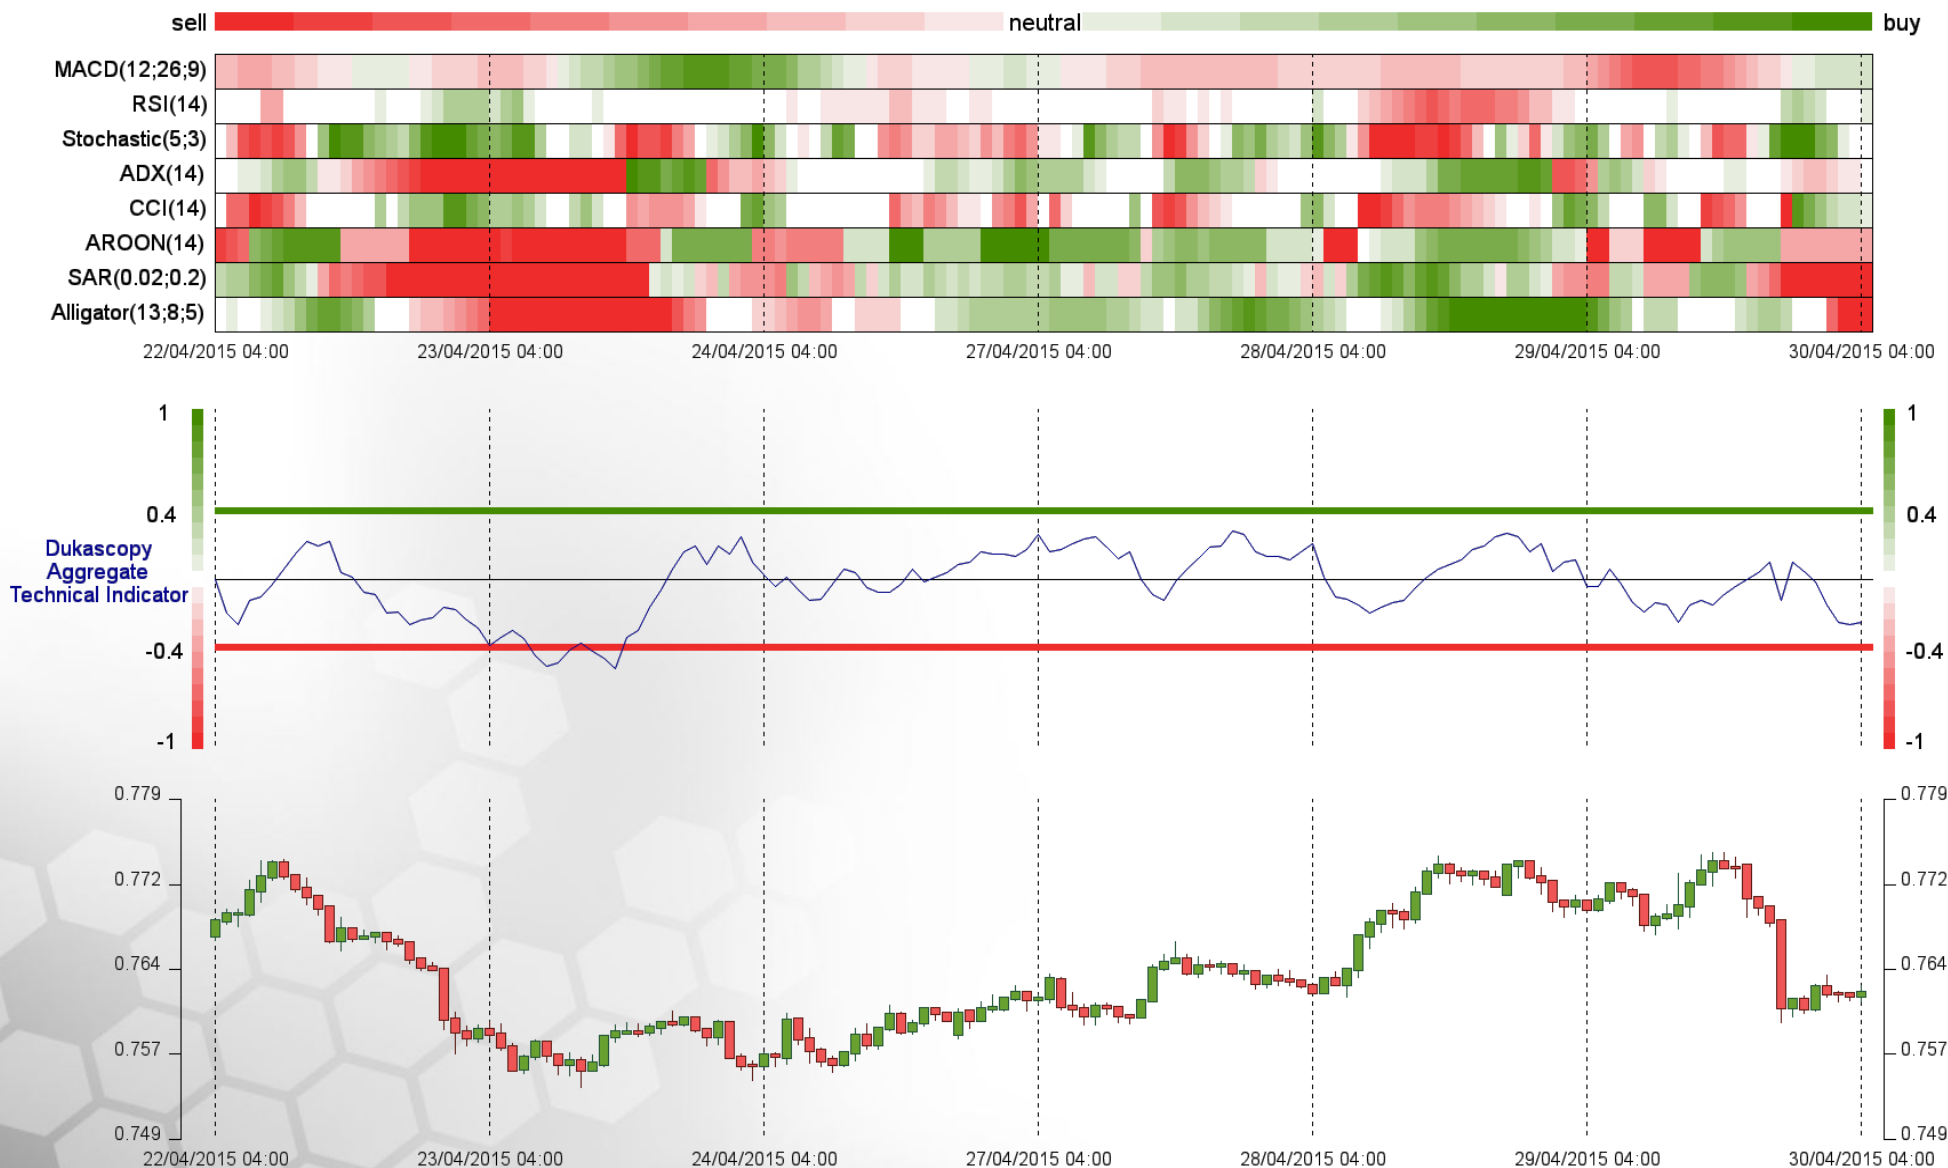 sell neutral buy
MACD(12;26;9)
RSI(14)
Stochastic(5;3)
ADX(14)
CCI(14)
AROON(14)
SAR(0.02;0.2)
Alligator(13;8;5)
22/04/2015 04:00 23/04/2015 04:00 24/04/2015 04:00 27/04/2015 04:00 28/04/2015 04:00 29/04/2015 04:00 30/04/2015 04:00
1 1
0.4 0.4
Dukascopy
Aggregate
Technical Indicator
-0.4 -0.4
-1 -1
0.779 0.779
0.772 0.772
0.764 0.764
0.757 0.757
0.749 0.749
22/04/2015 04:00 23/04/2015 04:00 24/04/2015 04:00 27/04/2015 04:00 28/04/2015 04:00 29/04/2015 04:00 30/04/2015 04:00